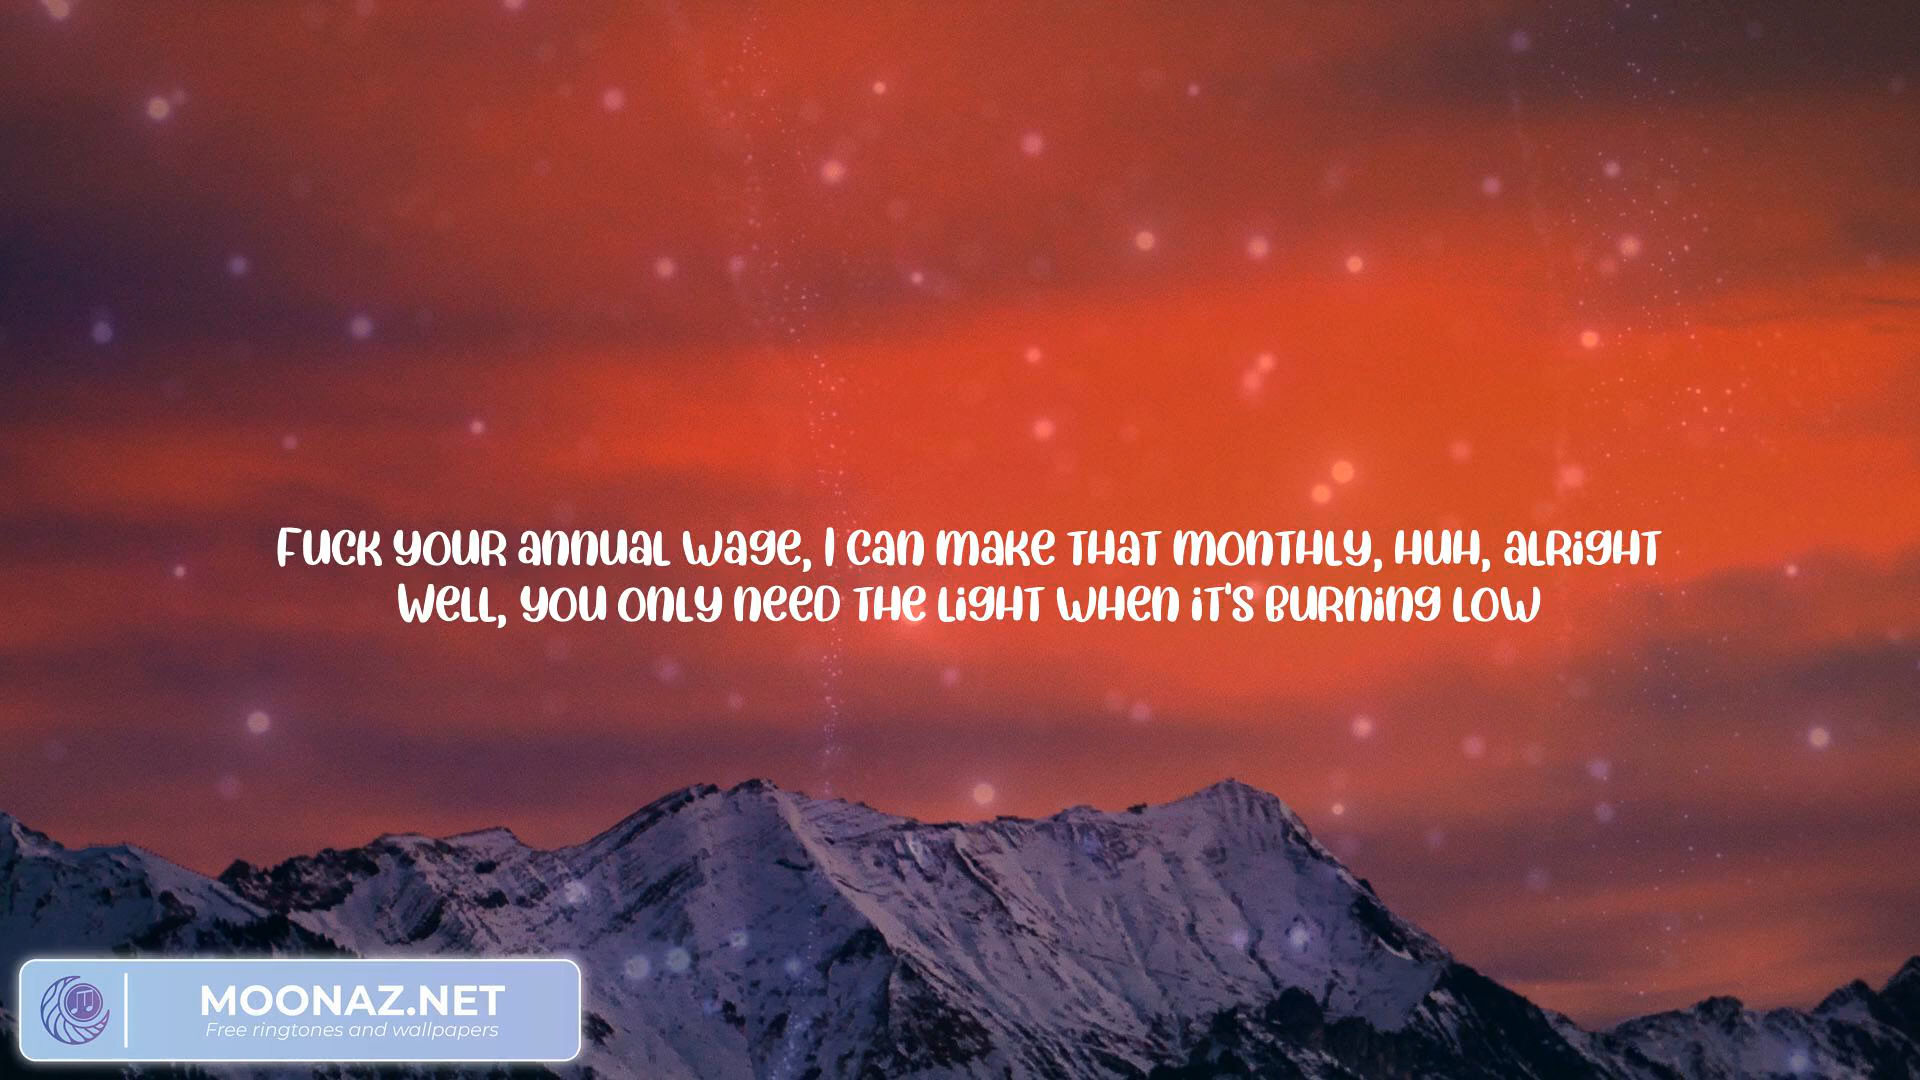 Fuck your annual wage, I can make that monthly, huh, alright
Well, you only need the light when it's burning low
MOONAZ.NET
Free ringtones and wallpapers